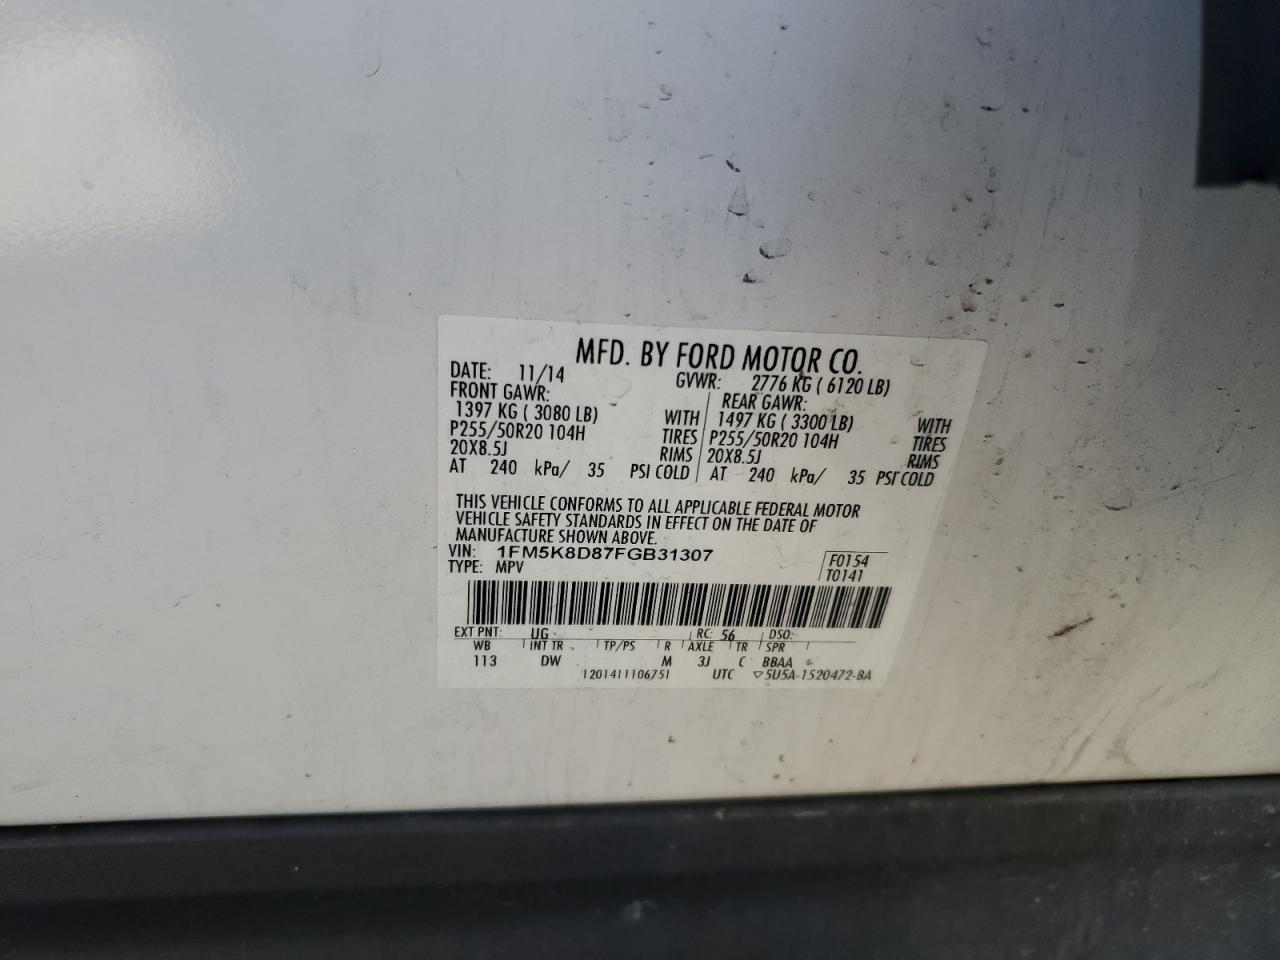 MFD. BY FORD MOTOR CO.
DATE: 11/14 GVWR: 2776 KG ( 6120 LB)
FRONT GAWR: REAR GAWR:
1397 KG ( 3080 LB) WITH 1497 KG ( 3300 LB) WITH
P255/50R20 104H TIRES P255/50R20 104H TIRES
20X8.5J RIMS 20X8.5J RIMS
AT 240 kPa/ 35 PSI COLD AT 240 kPa/ 35 PSI COLD
THIS VEHICLE CONFORMS TO ALL APPLICABLE FEDERAL MOTOR
VEHICLE SAFETY STANDARDS IN EFFECT ON THE DATE OF
MANUFACTURE SHOWN ABOVE.
VIN: 1FM5K8D87FGB31307 F0154
TYPE: MPV T0141
EXT PNT: UG RC: 56 DSO:
WB INT TR TP/PS R AXLE TR SPR
113 DW M 3J C BBAA
1201411106751 UTC ▽5U5A-1520472-BA